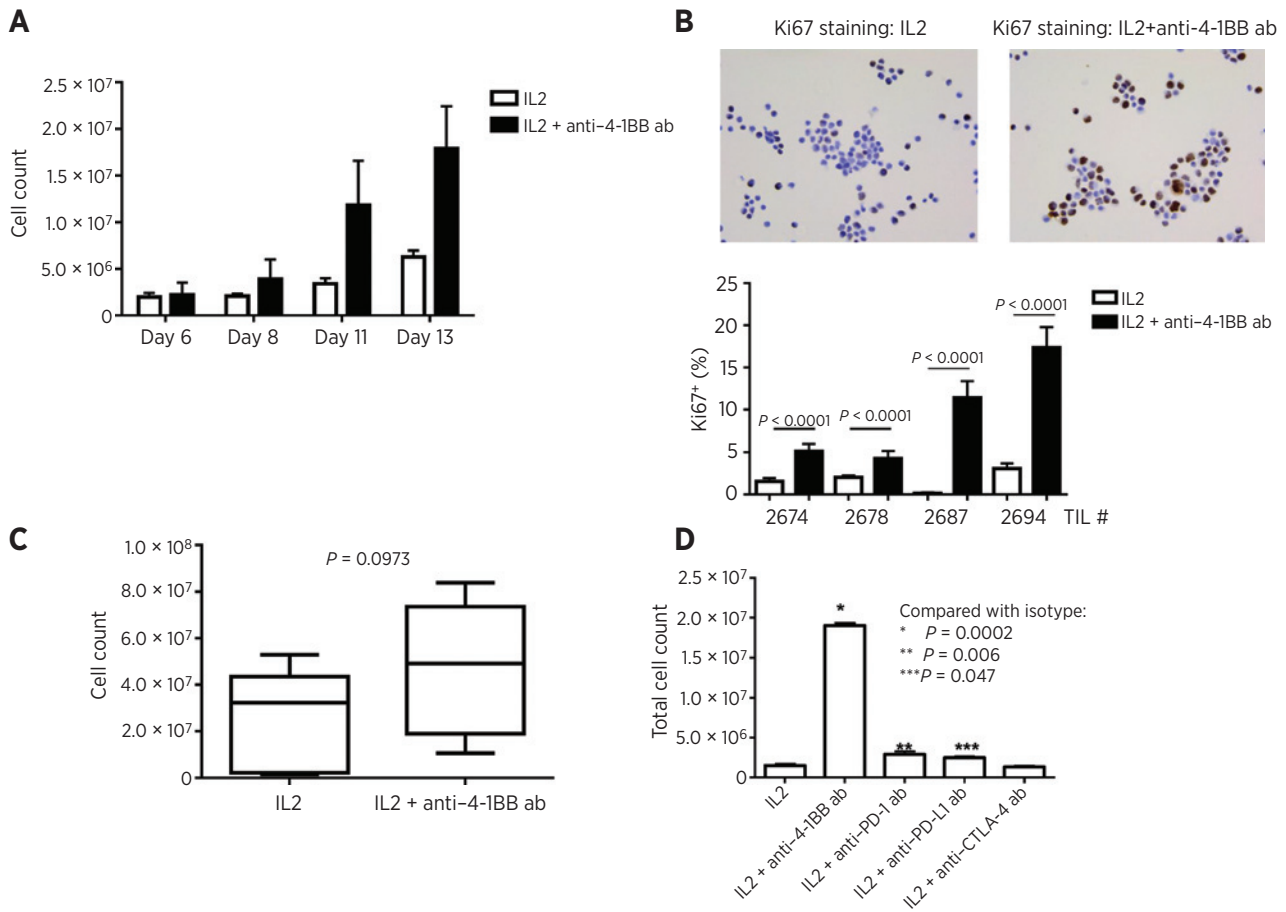 A
2.5 × 10⁷
2.0 × 10⁷
1.5 × 10⁷
1.0 × 10⁷
5.0 × 10⁶
0
Cell count
Day 6 Day 8 Day 11 Day 13
IL2
IL2 + anti–4-1BB ab
B
Ki67 staining: IL2
Ki67 staining: IL2+anti-4-1BB ab
25
20
15
10
5
0
Ki67⁺ (%)
P < 0.0001
P < 0.0001
P < 0.0001
P < 0.0001
2674 2678 2687 2694 TIL #
IL2
IL2 + anti–4-1BB ab
C
1.0 × 10⁸
8.0 × 10⁷
6.0 × 10⁷
4.0 × 10⁷
2.0 × 10⁷
0
Cell count
P = 0.0973
IL2
IL2 + anti–4-1BB ab
D
2.5 × 10⁷
2.0 × 10⁷
1.5 × 10⁷
1.0 × 10⁷
5.0 × 10⁶
0
Total cell count
*
**
***
Compared with isotype:
* P = 0.0002
** P = 0.006
***P = 0.047
IL2
IL2 + anti–4-1BB ab
IL2 + anti–PD-1 ab
IL2 + anti–PD-L1 ab
IL2 + anti–CTLA-4 ab